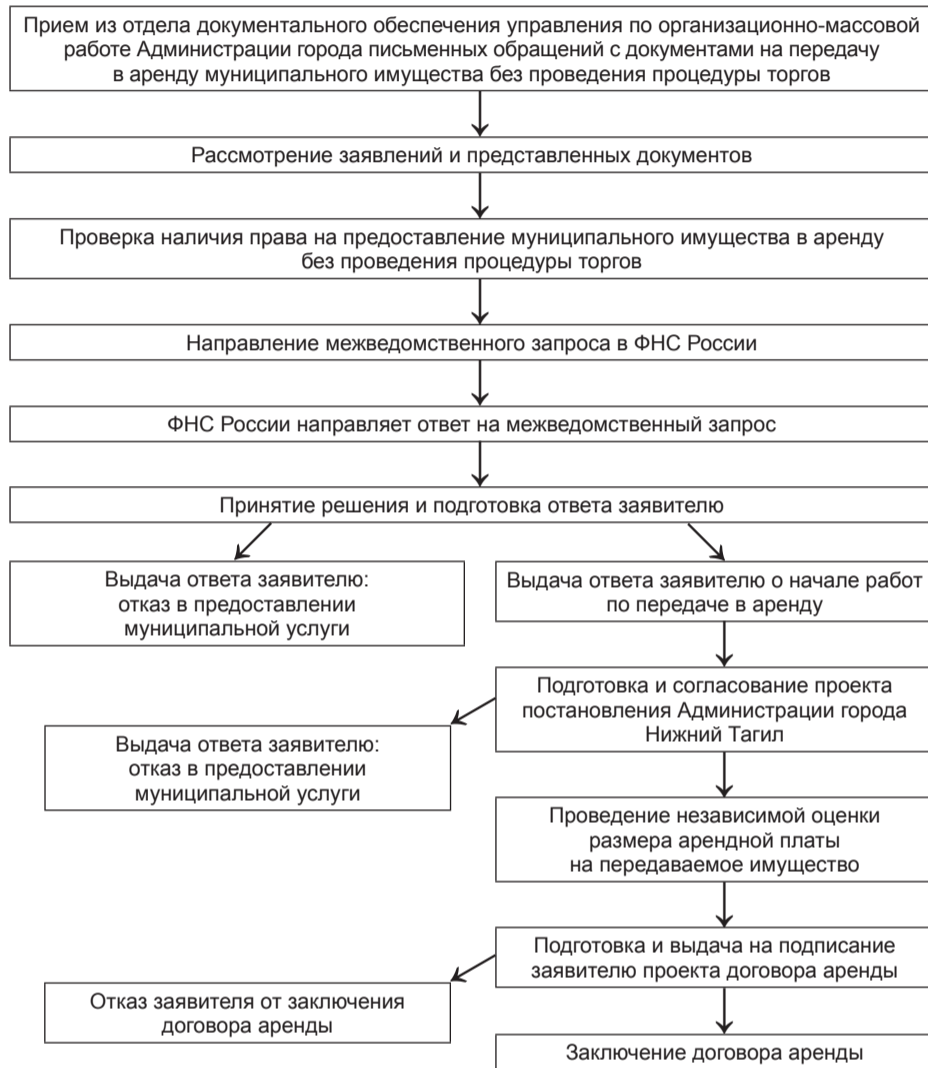 Прием из отдела документального обеспечения управления по организационно-массовой
работе Администрации города письменных обращений с документами на передачу
в аренду муниципального имущества без проведения процедуры торгов
Рассмотрение заявлений и представленных документов
Проверка наличия права на предоставление муниципального имущества в аренду
без проведения процедуры торгов
Направление межведомственного запроса в ФНС России
ФНС России направляет ответ на межведомственный запрос
Принятие решения и подготовка ответа заявителю
Выдача ответа заявителю:
отказ в предоставлении
муниципальной услуги
Выдача ответа заявителю о начале работ
по передаче в аренду
Подготовка и согласование проекта
постановления Администрации города
Нижний Тагил
Выдача ответа заявителю:
отказ в предоставлении
муниципальной услуги
Проведение независимой оценки
размера арендной платы
на передаваемое имущество
Подготовка и выдача на подписание
заявителю проекта договора аренды
Отказ заявителя от заключения
договора аренды
Заключение договора аренды